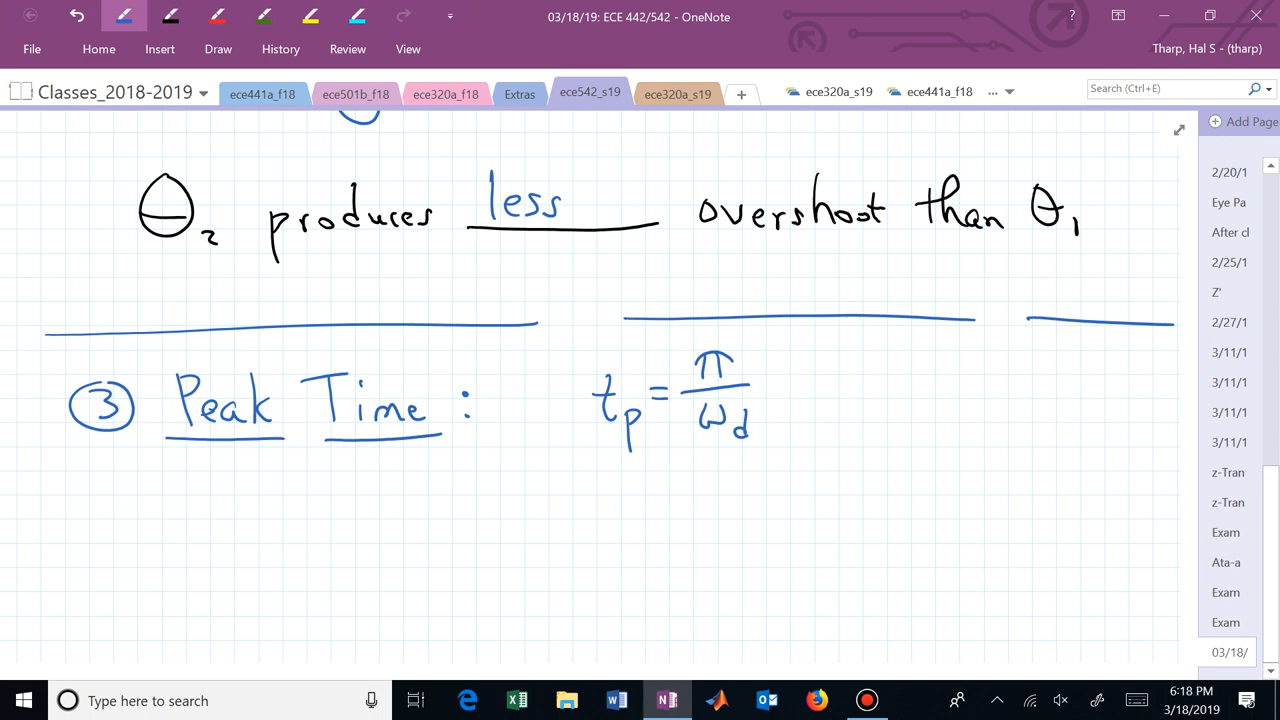 03/18/19: ECE 442/542 - OneNote
File Home Insert Draw History Review View
Tharp, Hal S - (tharp)
Classes_2018-2019
ece441a_f18 ece501b_f18 ece320a_f18 Extras ece542_s19 ece320a_s19 ece320a_s19 ece441a_f18 ...
Search (Ctrl+E)
Add Page
θ₂ produces less overshoot than θ₁
③ Peak Time : tₚ = π / ω_d
2/20/1
Eye Pa
After cl
2/25/1
Z'
2/27/1
3/11/1
3/11/1
3/11/1
3/11/1
z-Tran
z-Tran
Exam
Ata-a
Exam
Exam
03/18/
Type here to search
6:18 PM
3/18/2019